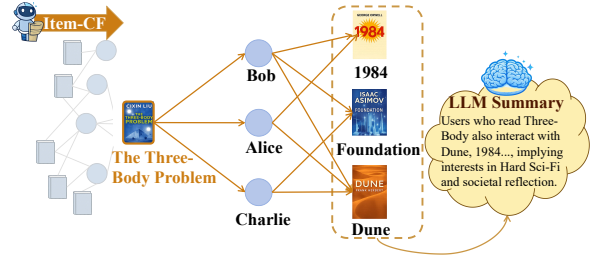 Item-CF
CIXIN LIU
THE
THREE-BODY
PROBLEM
The Three-
Body Problem
Bob
Alice
Charlie
GEORGE ORWELL
1984
1984
ISAAC
ASIMOV
FOUNDATION
Foundation
DUNE
FRANK HERBERT
Dune
LLM Summary
Users who read Three-
Body also interact with
Dune, 1984..., implying
interests in Hard Sci-Fi
and societal reflection.